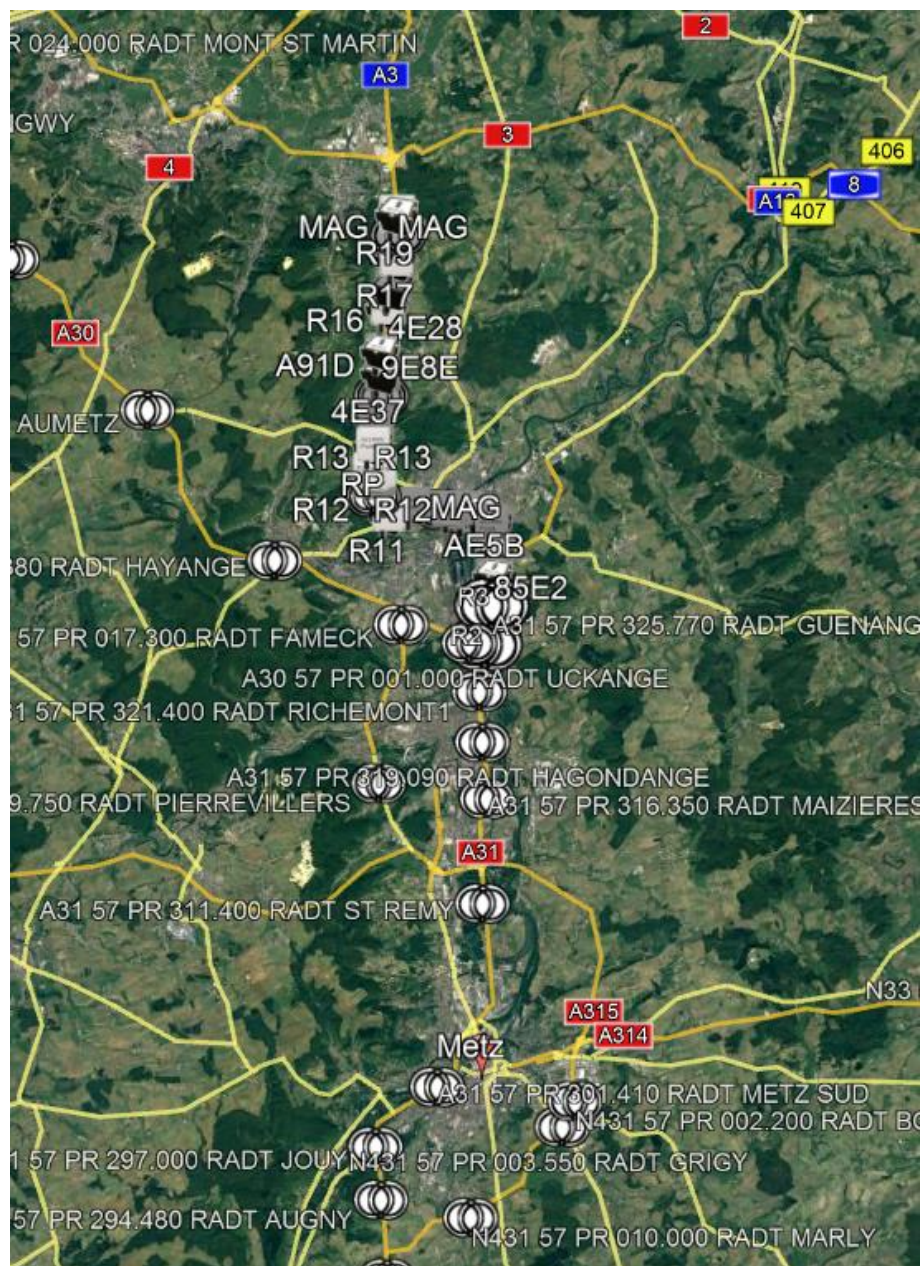 2
R 024.000 RADT MONT ST MARTIN
A3
GWY
3
406
4
8
A13
407
MAG MAG
R19
R17
R16 4E28
A30
A91D 9E8E
4E37
AUMETZ
R13 R13
RP
R12 R12 MAG
R11 AE5B
380 RADT HAYANGE
85E2
R3
A31 57 PR 325.770 RADT GUENANG
57 PR 017.300 RADT FAMECK
R2
A30 57 PR 001.000 RADT UCKANGE
31 57 PR 321.400 RADT RICHEMONT1
A31 57 PR 319.090 RADT HAGONDANGE
9.750 RADT PIERREVILLERS
A31 57 PR 316.350 RADT MAIZIERES
A31
A31 57 PR 311.400 RADT ST REMY
N33
A315
A314
Metz
A31 57 PR 301.410 RADT METZ SUD
N431 57 PR 002.200 RADT BO
1 57 PR 297.000 RADT JOUY
N431 57 PR 003.550 RADT GRIGY
57 PR 294.480 RADT AUGNY
N431 57 PR 010.000 RADT MARLY